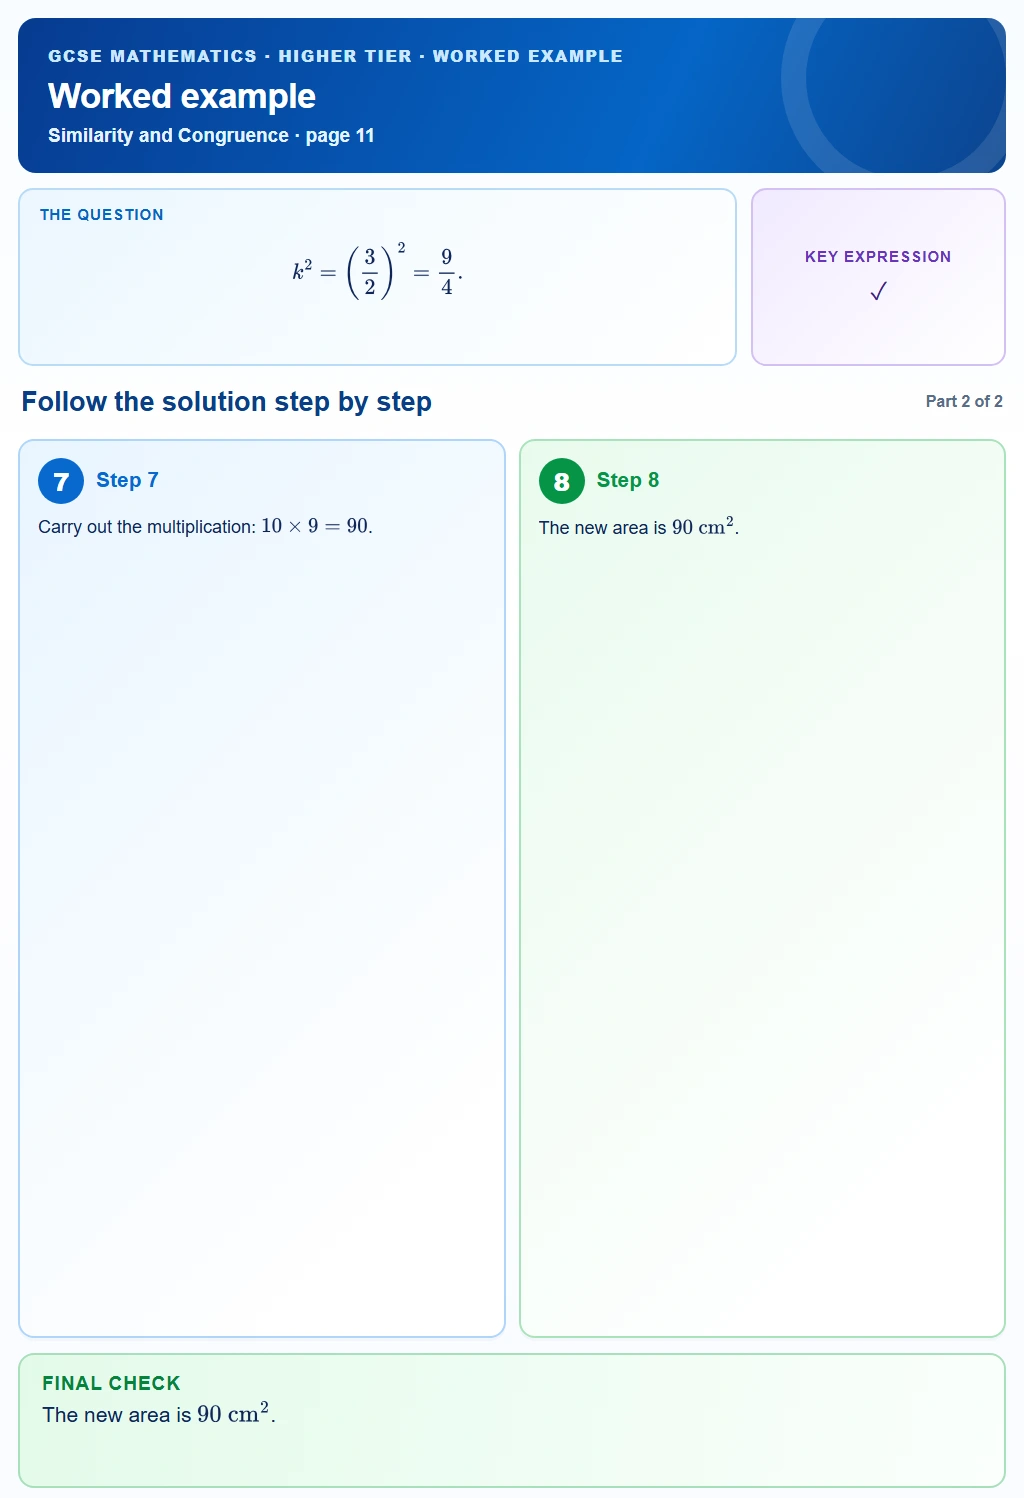 GCSE MATHEMATICS · HIGHER TIER · WORKED EXAMPLE
Worked example
Similarity and Congruence · page 11
THE QUESTION
k² = (3/2)² = 9/4.
KEY EXPRESSION
✓
Follow the solution step by step
Part 2 of 2
7 Step 7
Carry out the multiplication: 10 × 9 = 90.
8 Step 8
The new area is 90 cm².
FINAL CHECK
The new area is 90 cm².